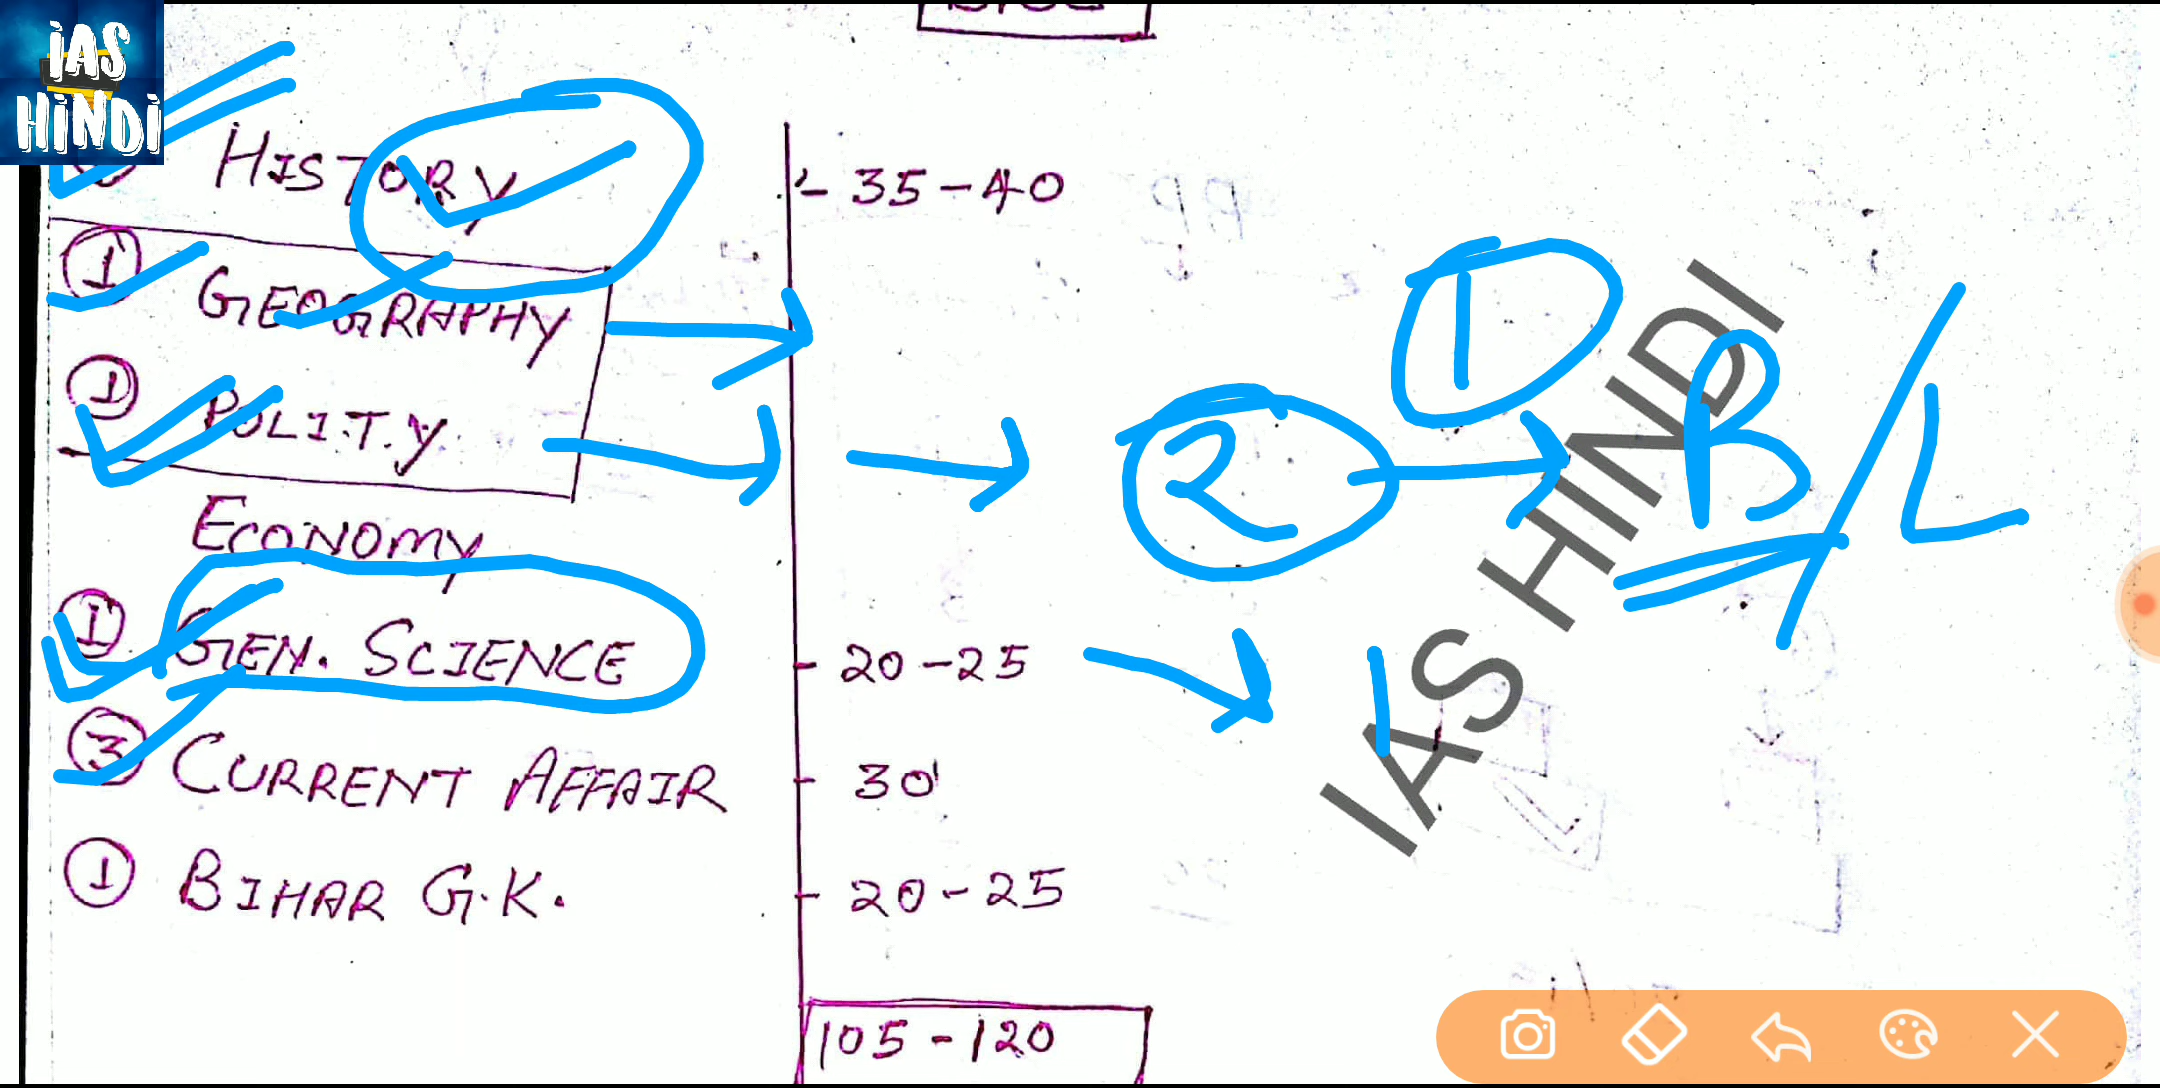 IAS
HINDI
HISTORY - 35-40
① GEOGRAPHY
① POLITY
2
1
B/L
ECONOMY
① GEN. SCIENCE - 20-25
1
③ CURRENT AFFAIR - 30
① BIHAR G.K. - 20-25
105-120
IAS HINDI